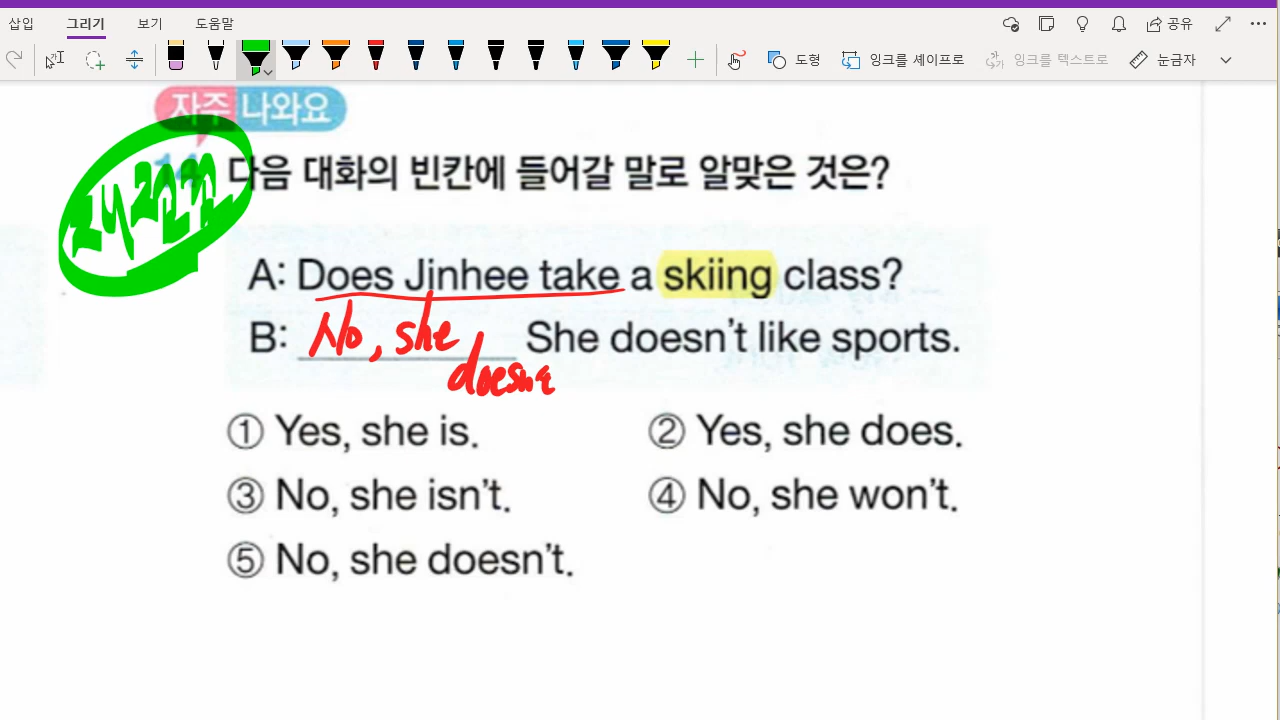 삽입 그리기 보기 도움말 공유
도형 잉크를 셰이프로 잉크를 텍스트로 눈금자
자주 나와요
14 다음 대화의 빈칸에 들어갈 말로 알맞은 것은?
A: Does Jinhee take a skiing class?
B: No, she She doesn't like sports.
① Yes, she is. ② Yes, she does.
③ No, she isn't. ④ No, she won't.
⑤ No, she doesn't.